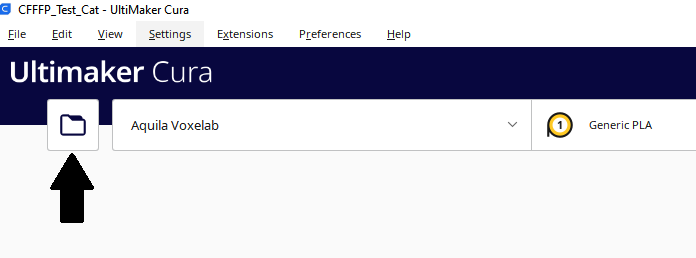 CFFFP_Test_Cat - UltiMaker Cura
File Edit View Settings Extensions Preferences Help
Ultimaker Cura
Aquila Voxelab 1 Generic PLA